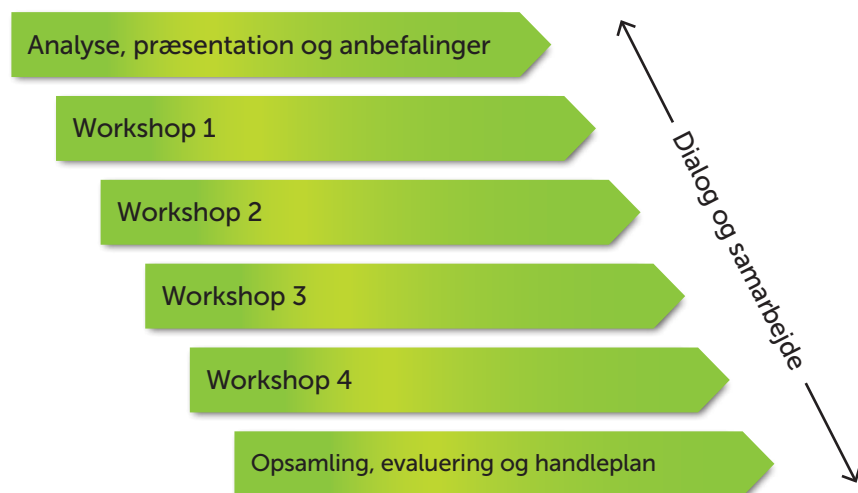 Analyse, præsentation og anbefalinger
Workshop 1
Workshop 2
Workshop 3
Workshop 4
Opsamling, evaluering og handleplan
Dialog og samarbejde